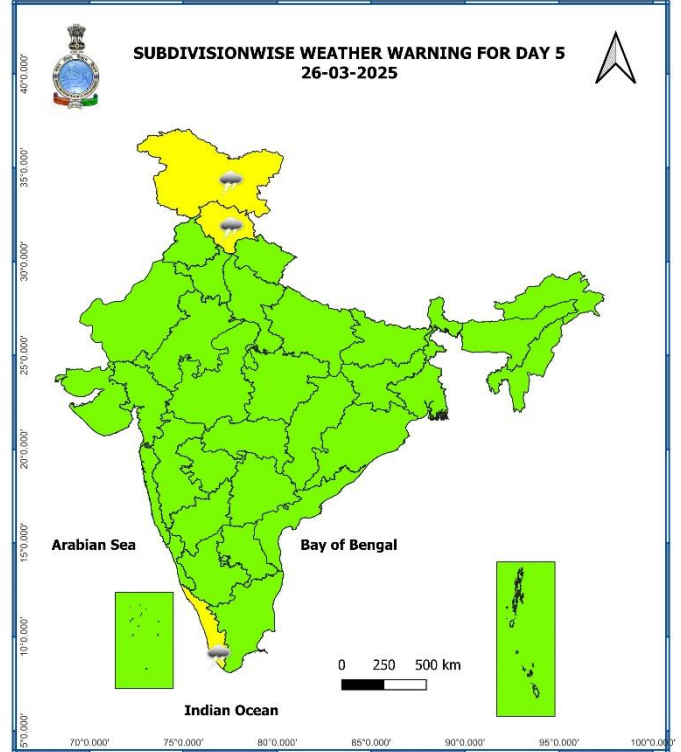 SUBDIVISIONWISE WEATHER WARNING FOR DAY 5
26-03-2025
40°0.000'
35°0.000'
30°0.000'
25°0.000'
20°0.000'
15°0.000'
10°0.000'
5°0.000'
Arabian Sea
Bay of Bengal
0 250 500 km
Indian Ocean
70°0.000' 75°0.000' 80°0.000' 85°0.000' 90°0.000' 95°0.000' 100°0.000'